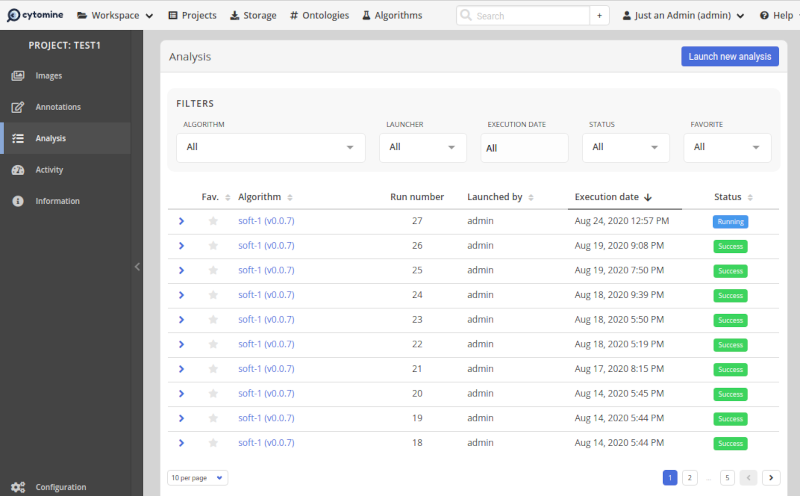 cytomine Workspace Projects Storage # Ontologies Algorithms Search + Just an Admin (admin) Help
PROJECT: TEST1
Images
Annotations
Analysis
Activity
Information
Configuration
Analysis Launch new analysis
FILTERS
ALGORITHM LAUNCHER EXECUTION DATE STATUS FAVORITE
All All All All All
Fav. Algorithm Run number Launched by Execution date Status
soft-1 (v0.0.7) 27 admin Aug 24, 2020 12:57 PM Running
soft-1 (v0.0.7) 26 admin Aug 19, 2020 9:08 PM Success
soft-1 (v0.0.7) 25 admin Aug 19, 2020 7:50 PM Success
soft-1 (v0.0.7) 24 admin Aug 18, 2020 9:39 PM Success
soft-1 (v0.0.7) 23 admin Aug 18, 2020 5:50 PM Success
soft-1 (v0.0.7) 22 admin Aug 18, 2020 5:19 PM Success
soft-1 (v0.0.7) 21 admin Aug 17, 2020 8:15 PM Success
soft-1 (v0.0.7) 20 admin Aug 14, 2020 5:45 PM Success
soft-1 (v0.0.7) 19 admin Aug 14, 2020 5:44 PM Success
soft-1 (v0.0.7) 18 admin Aug 14, 2020 5:44 PM Success
10 per page 1 2 ... 5